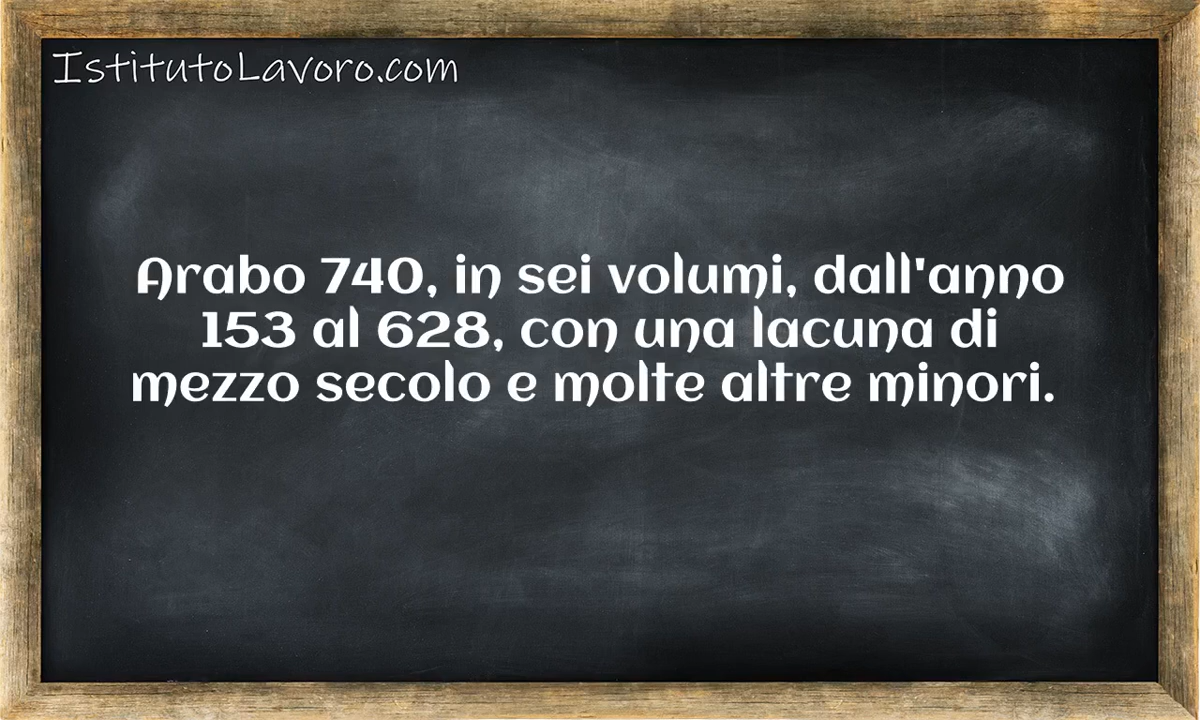 IstitutoLavoro.com
Arabo 740, in sei volumi, dall'anno
153 al 628, con una lacuna di
mezzo secolo e molte altre minori.